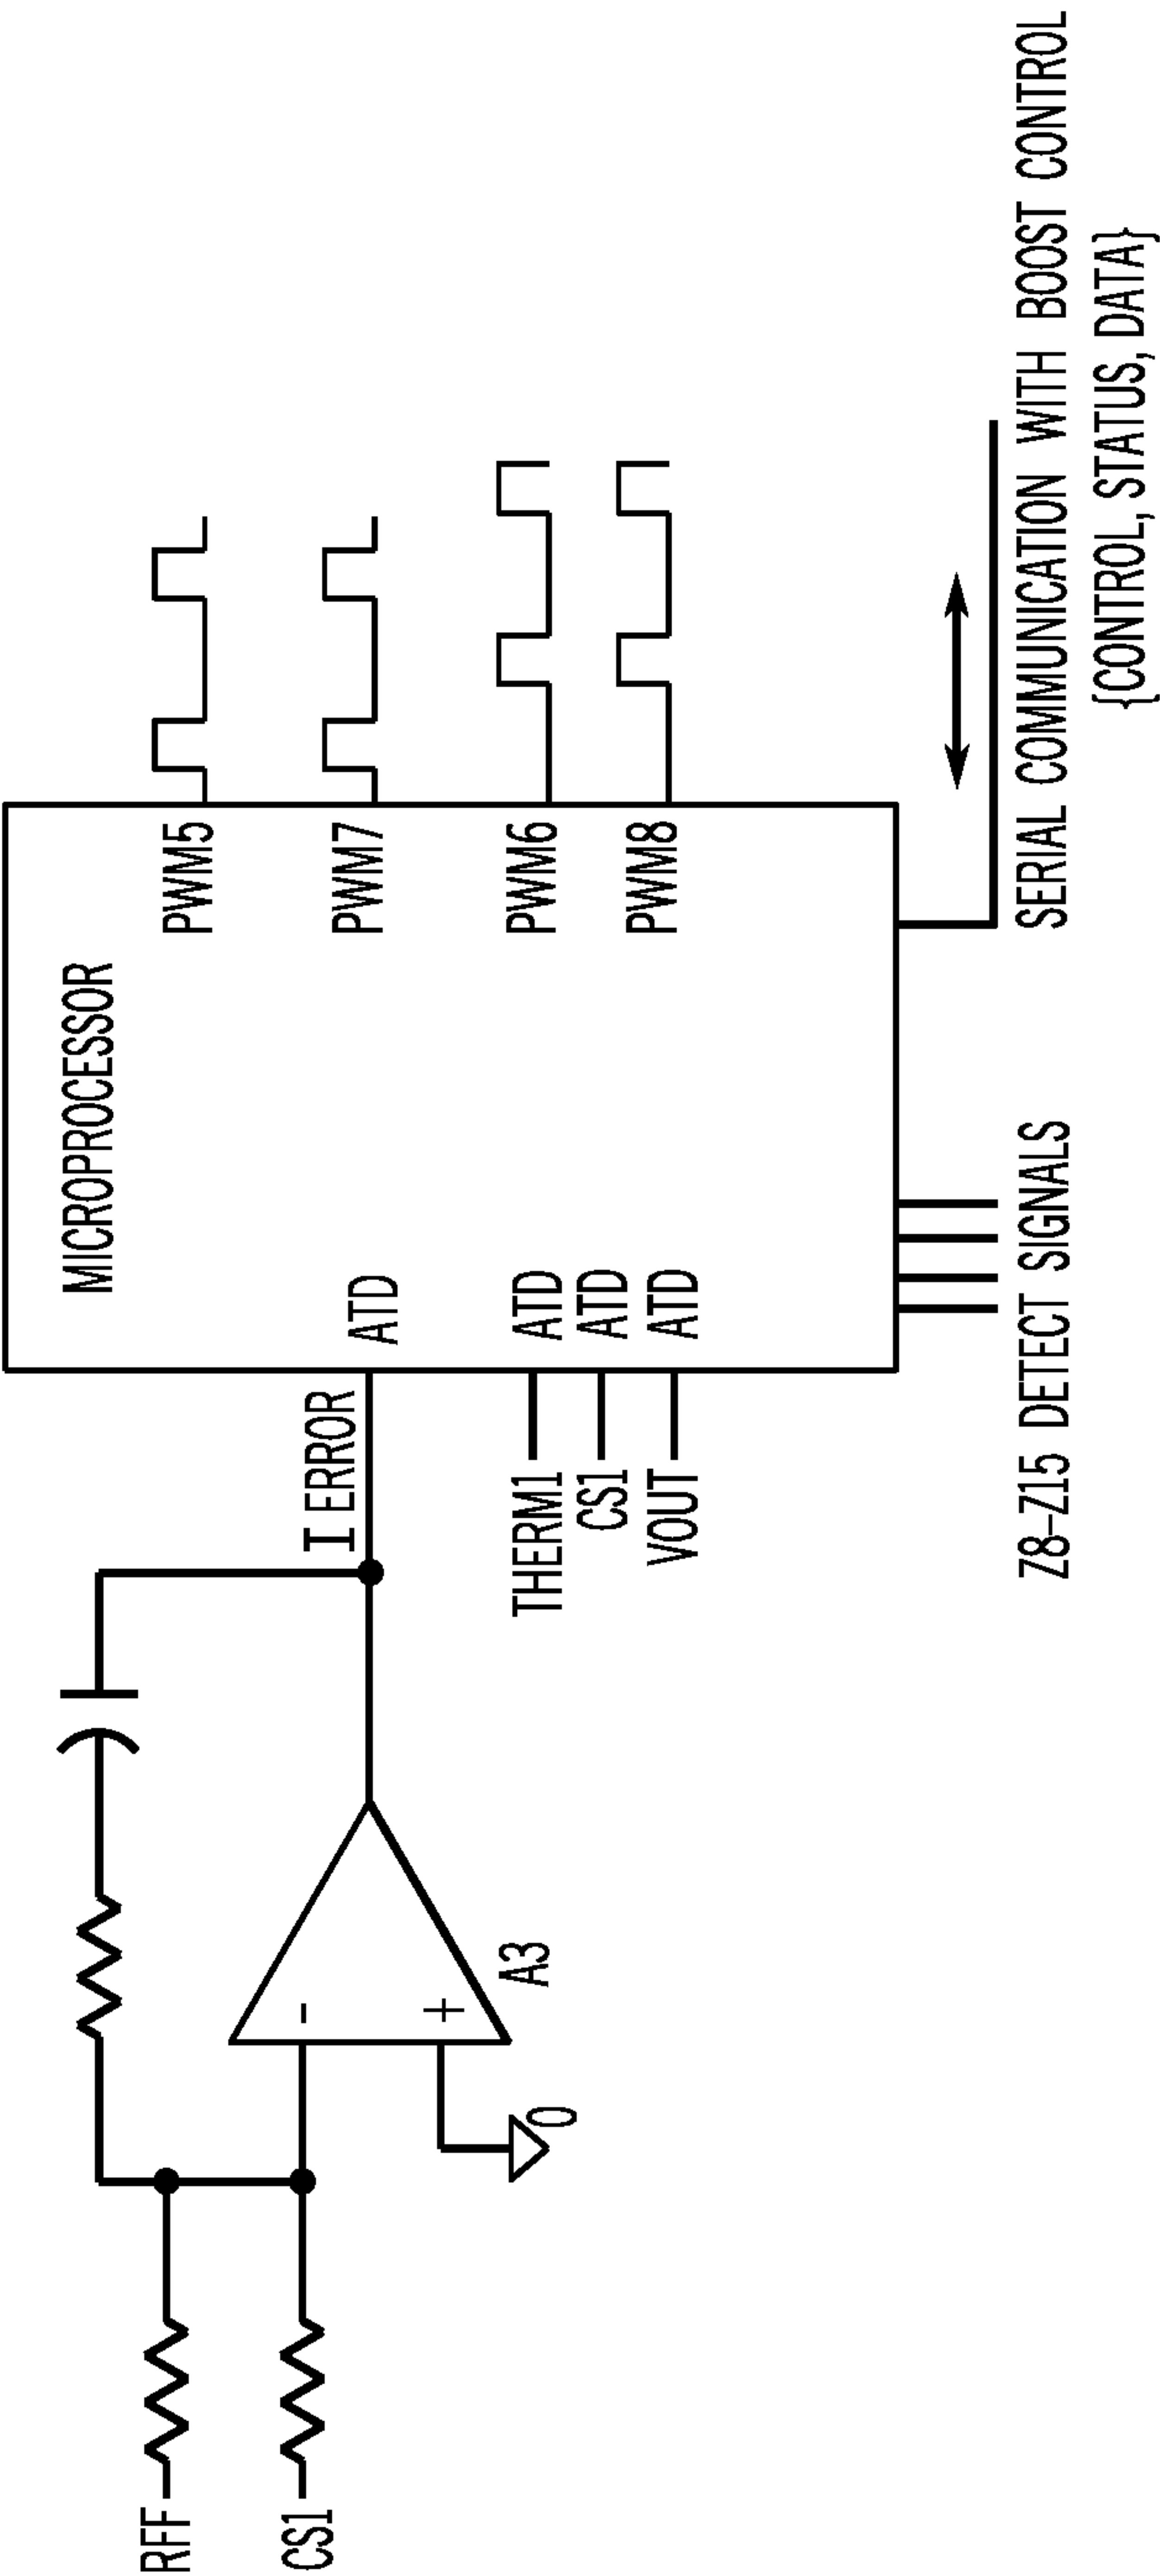 MICROPROCESSOR
RFF
CS1
-
+
A3
0
I ERROR
ATD
THERM1
ATD
CS1
ATD
VOUT
ATD
PWM5
PWM7
PWM6
PWM8
Z8-Z15 DETECT SIGNALS
SERIAL COMMUNICATION WITH BOOST CONTROL
{CONTROL, STATUS, DATA}